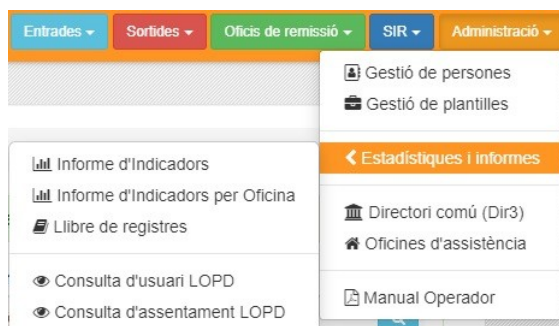 Entrades
Sortides
Oficis de remissió
SIR
Administració
Gestió de persones
Gestió de plantilles
Estadístiques i informes
Directori comú (Dir3)
Oficines d'assistència
Manual Operador
Informe d'Indicadors
Informe d'Indicadors per Oficina
Llibre de registres
Consulta d'usuari LOPD
Consulta d'assentament LOPD